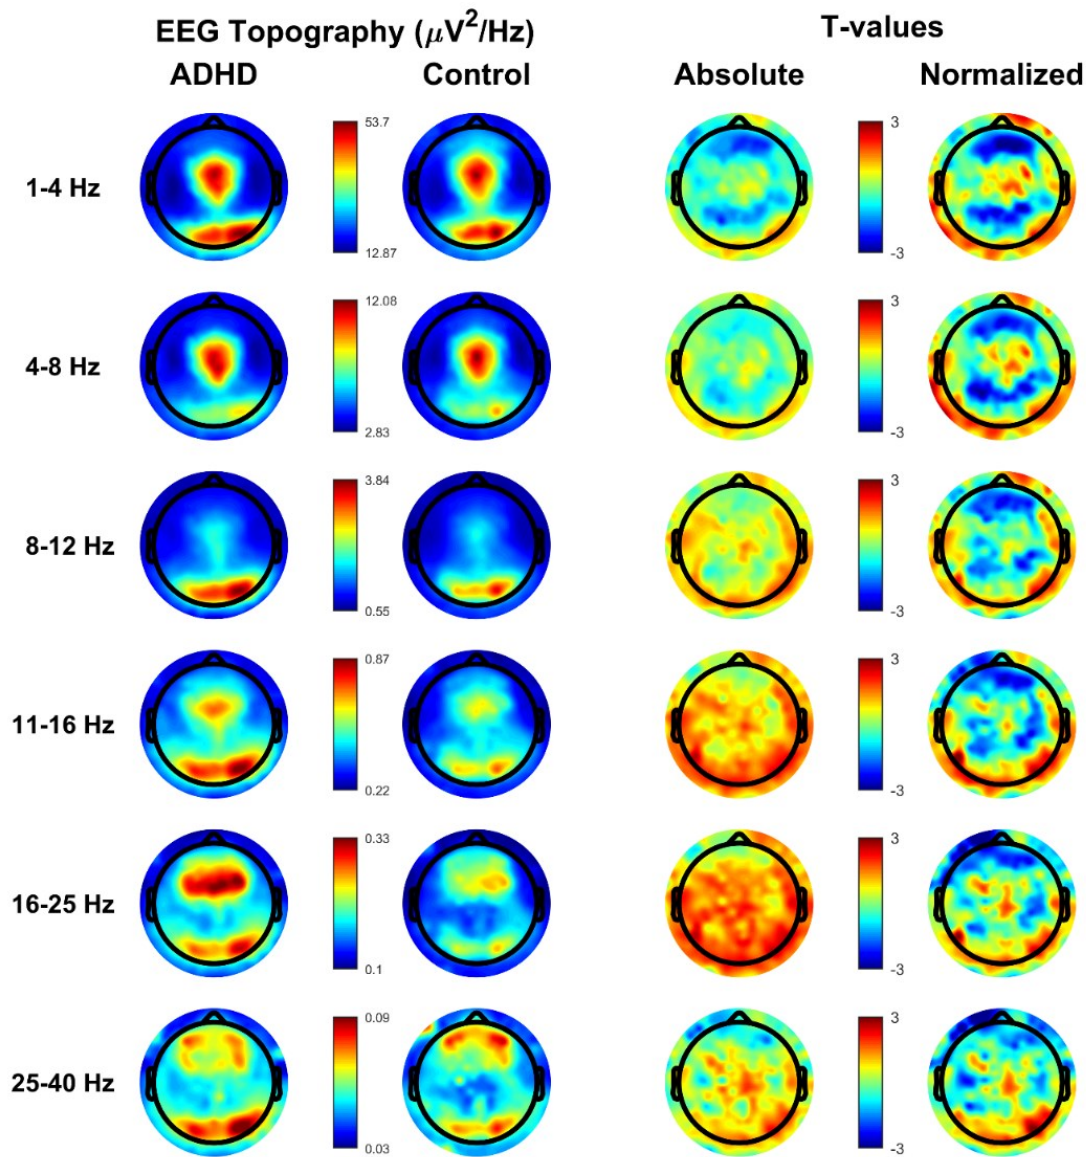 EEG Topography (μV²/Hz)
T-values
ADHD
Control
Absolute
Normalized
1-4 Hz
53.7
12.87
3
-3
4-8 Hz
12.08
2.83
3
-3
8-12 Hz
3.84
0.55
3
-3
11-16 Hz
0.87
0.22
3
-3
16-25 Hz
0.33
0.1
3
-3
25-40 Hz
0.09
0.03
3
-3